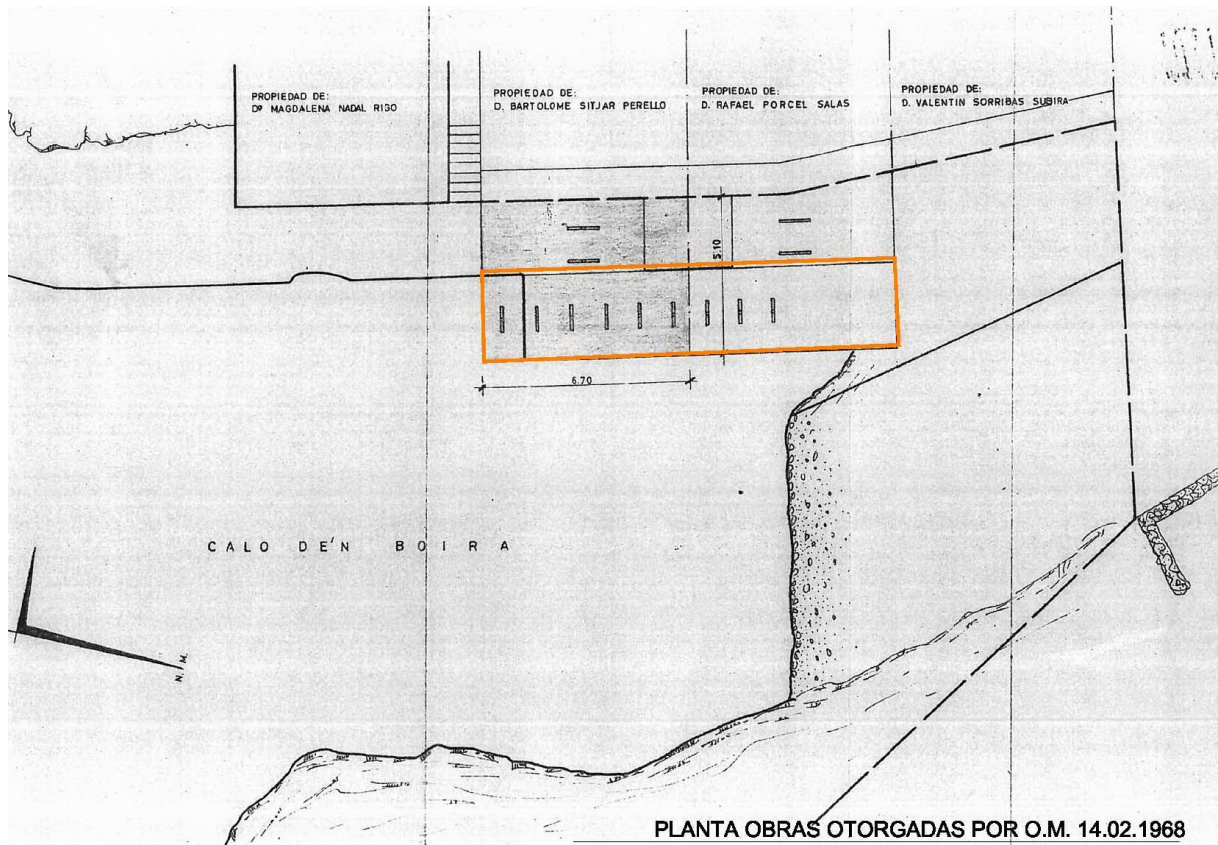 PROPIEDAD DE:
Dª MAGDALENA NADAL RIGO
PROPIEDAD DE:
D. BARTOLOME SITJAR PERELLO
PROPIEDAD DE:
D. RAFAEL PORCEL SALAS
PROPIEDAD DE:
D. VALENTIN SORRIBAS SUBIRA
5.10
6.70
CALO DE'N BOIRA
N. M.
PLANTA OBRAS OTORGADAS POR O.M. 14.02.1968